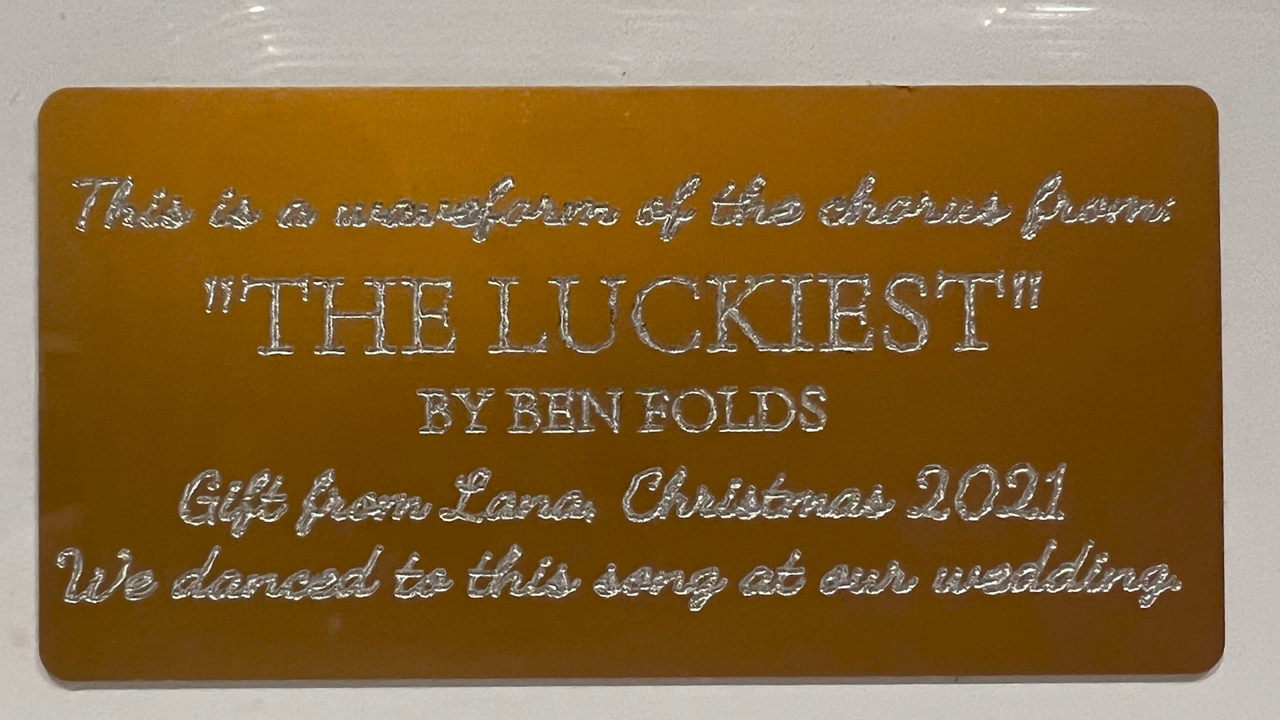 This is a waveform of the chorus from:
"THE LUCKIEST"
BY BEN FOLDS
Gift from Lana, Christmas 2021
We danced to this song at our wedding.